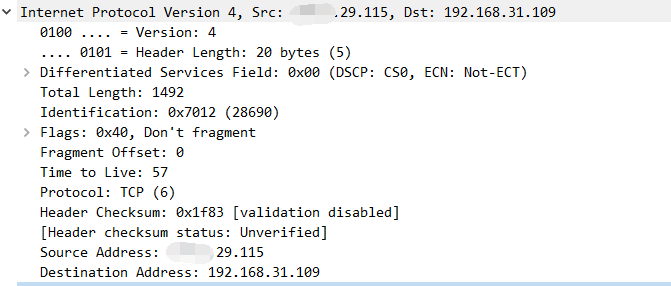 Internet Protocol Version 4, Src: .29.115, Dst: 192.168.31.109
0100 .... = Version: 4
.... 0101 = Header Length: 20 bytes (5)
Differentiated Services Field: 0x00 (DSCP: CS0, ECN: Not-ECT)
Total Length: 1492
Identification: 0x7012 (28690)
Flags: 0x40, Don't fragment
Fragment Offset: 0
Time to Live: 57
Protocol: TCP (6)
Header Checksum: 0x1f83 [validation disabled]
[Header checksum status: Unverified]
Source Address: 29.115
Destination Address: 192.168.31.109